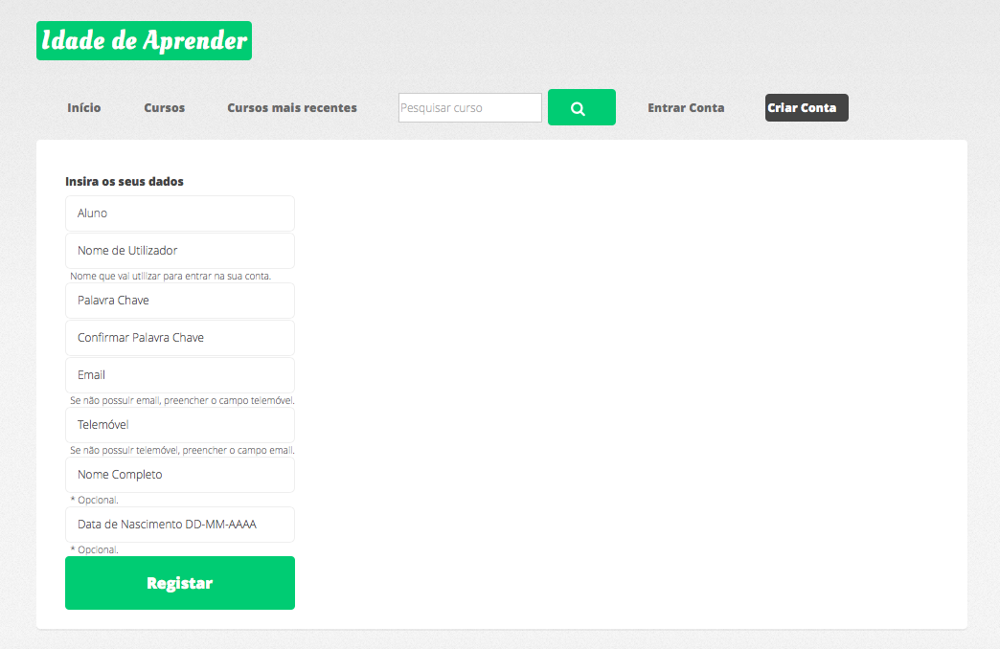 Idade de Aprender
Início Cursos Cursos mais recentes Pesquisar curso Entrar Conta Criar Conta
Insira os seus dados
Aluno
Nome de Utilizador
Nome que vai utilizar para entrar na sua conta.
Palavra Chave
Confirmar Palavra Chave
Email
Se não possuir email, preencher o campo telemóvel.
Telemóvel
Se não possuir telemóvel, preencher o campo email.
Nome Completo
* Opcional.
Data de Nascimento DD-MM-AAAA
* Opcional.
Registar